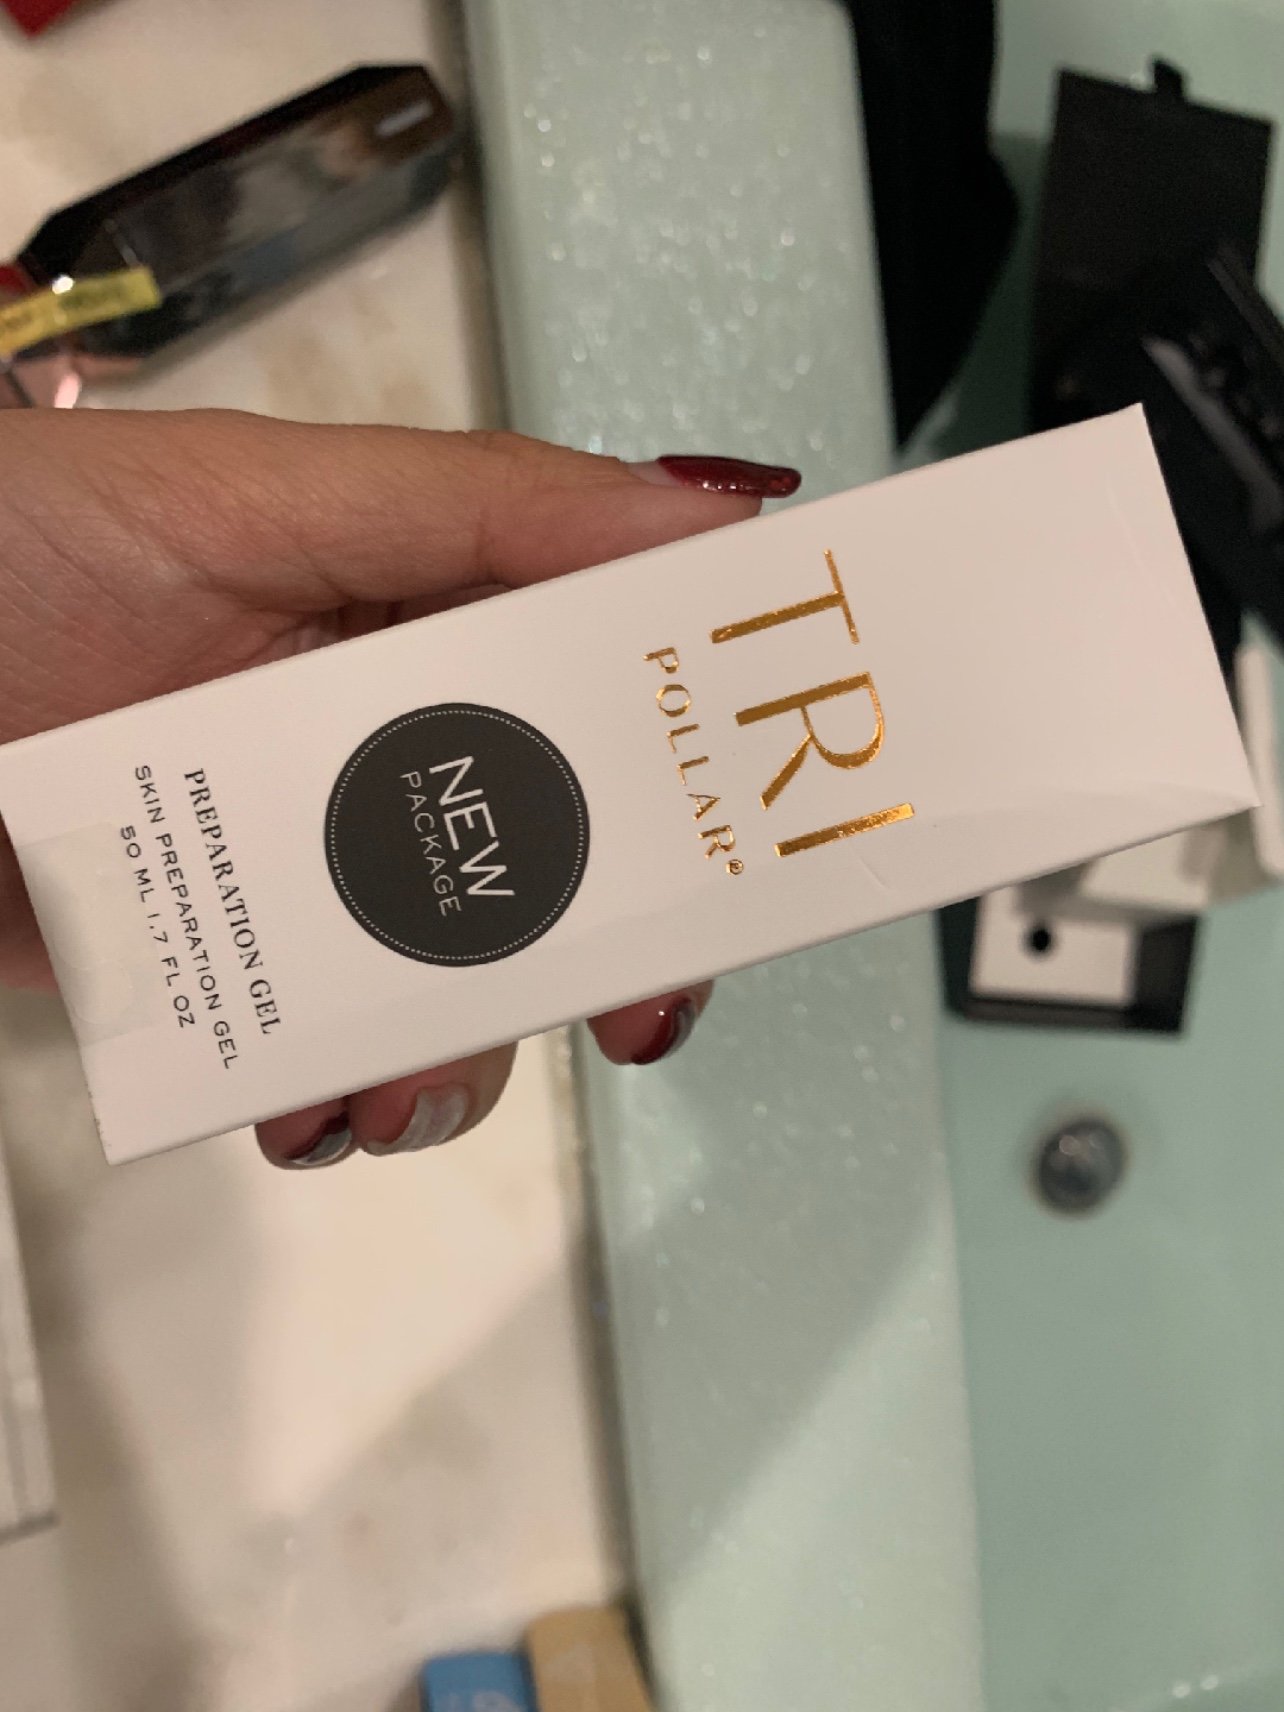 TRI
POLLAR®
NEW
PACKAGE
PREPARATION GEL
SKIN PREPARATION GEL
50 ML 1.7 FL OZ